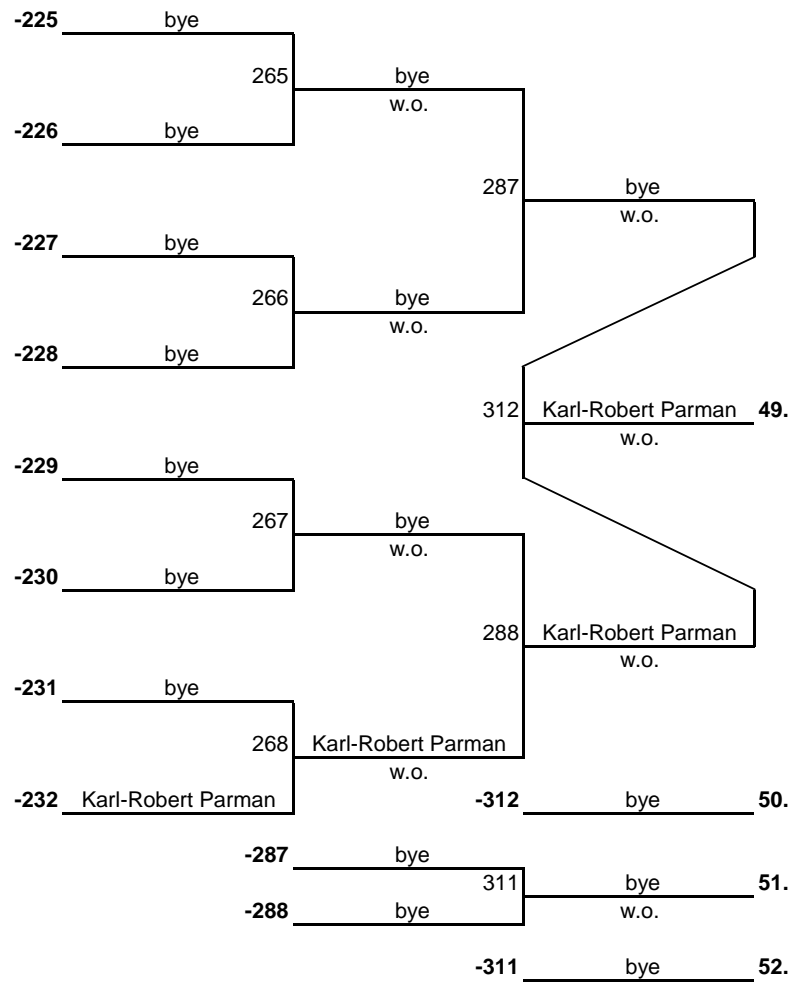 -225 bye
265 bye
w.o.
-226 bye
287 bye
w.o.
-227 bye
266 bye
w.o.
-228 bye
312 Karl-Robert Parman 49.
w.o.
-229 bye
267 bye
w.o.
-230 bye
288 Karl-Robert Parman
w.o.
-231 bye
268 Karl-Robert Parman
w.o.
-232 Karl-Robert Parman
-312 bye 50.
-287 bye
311 bye 51.
w.o.
-288 bye
-311 bye 52.